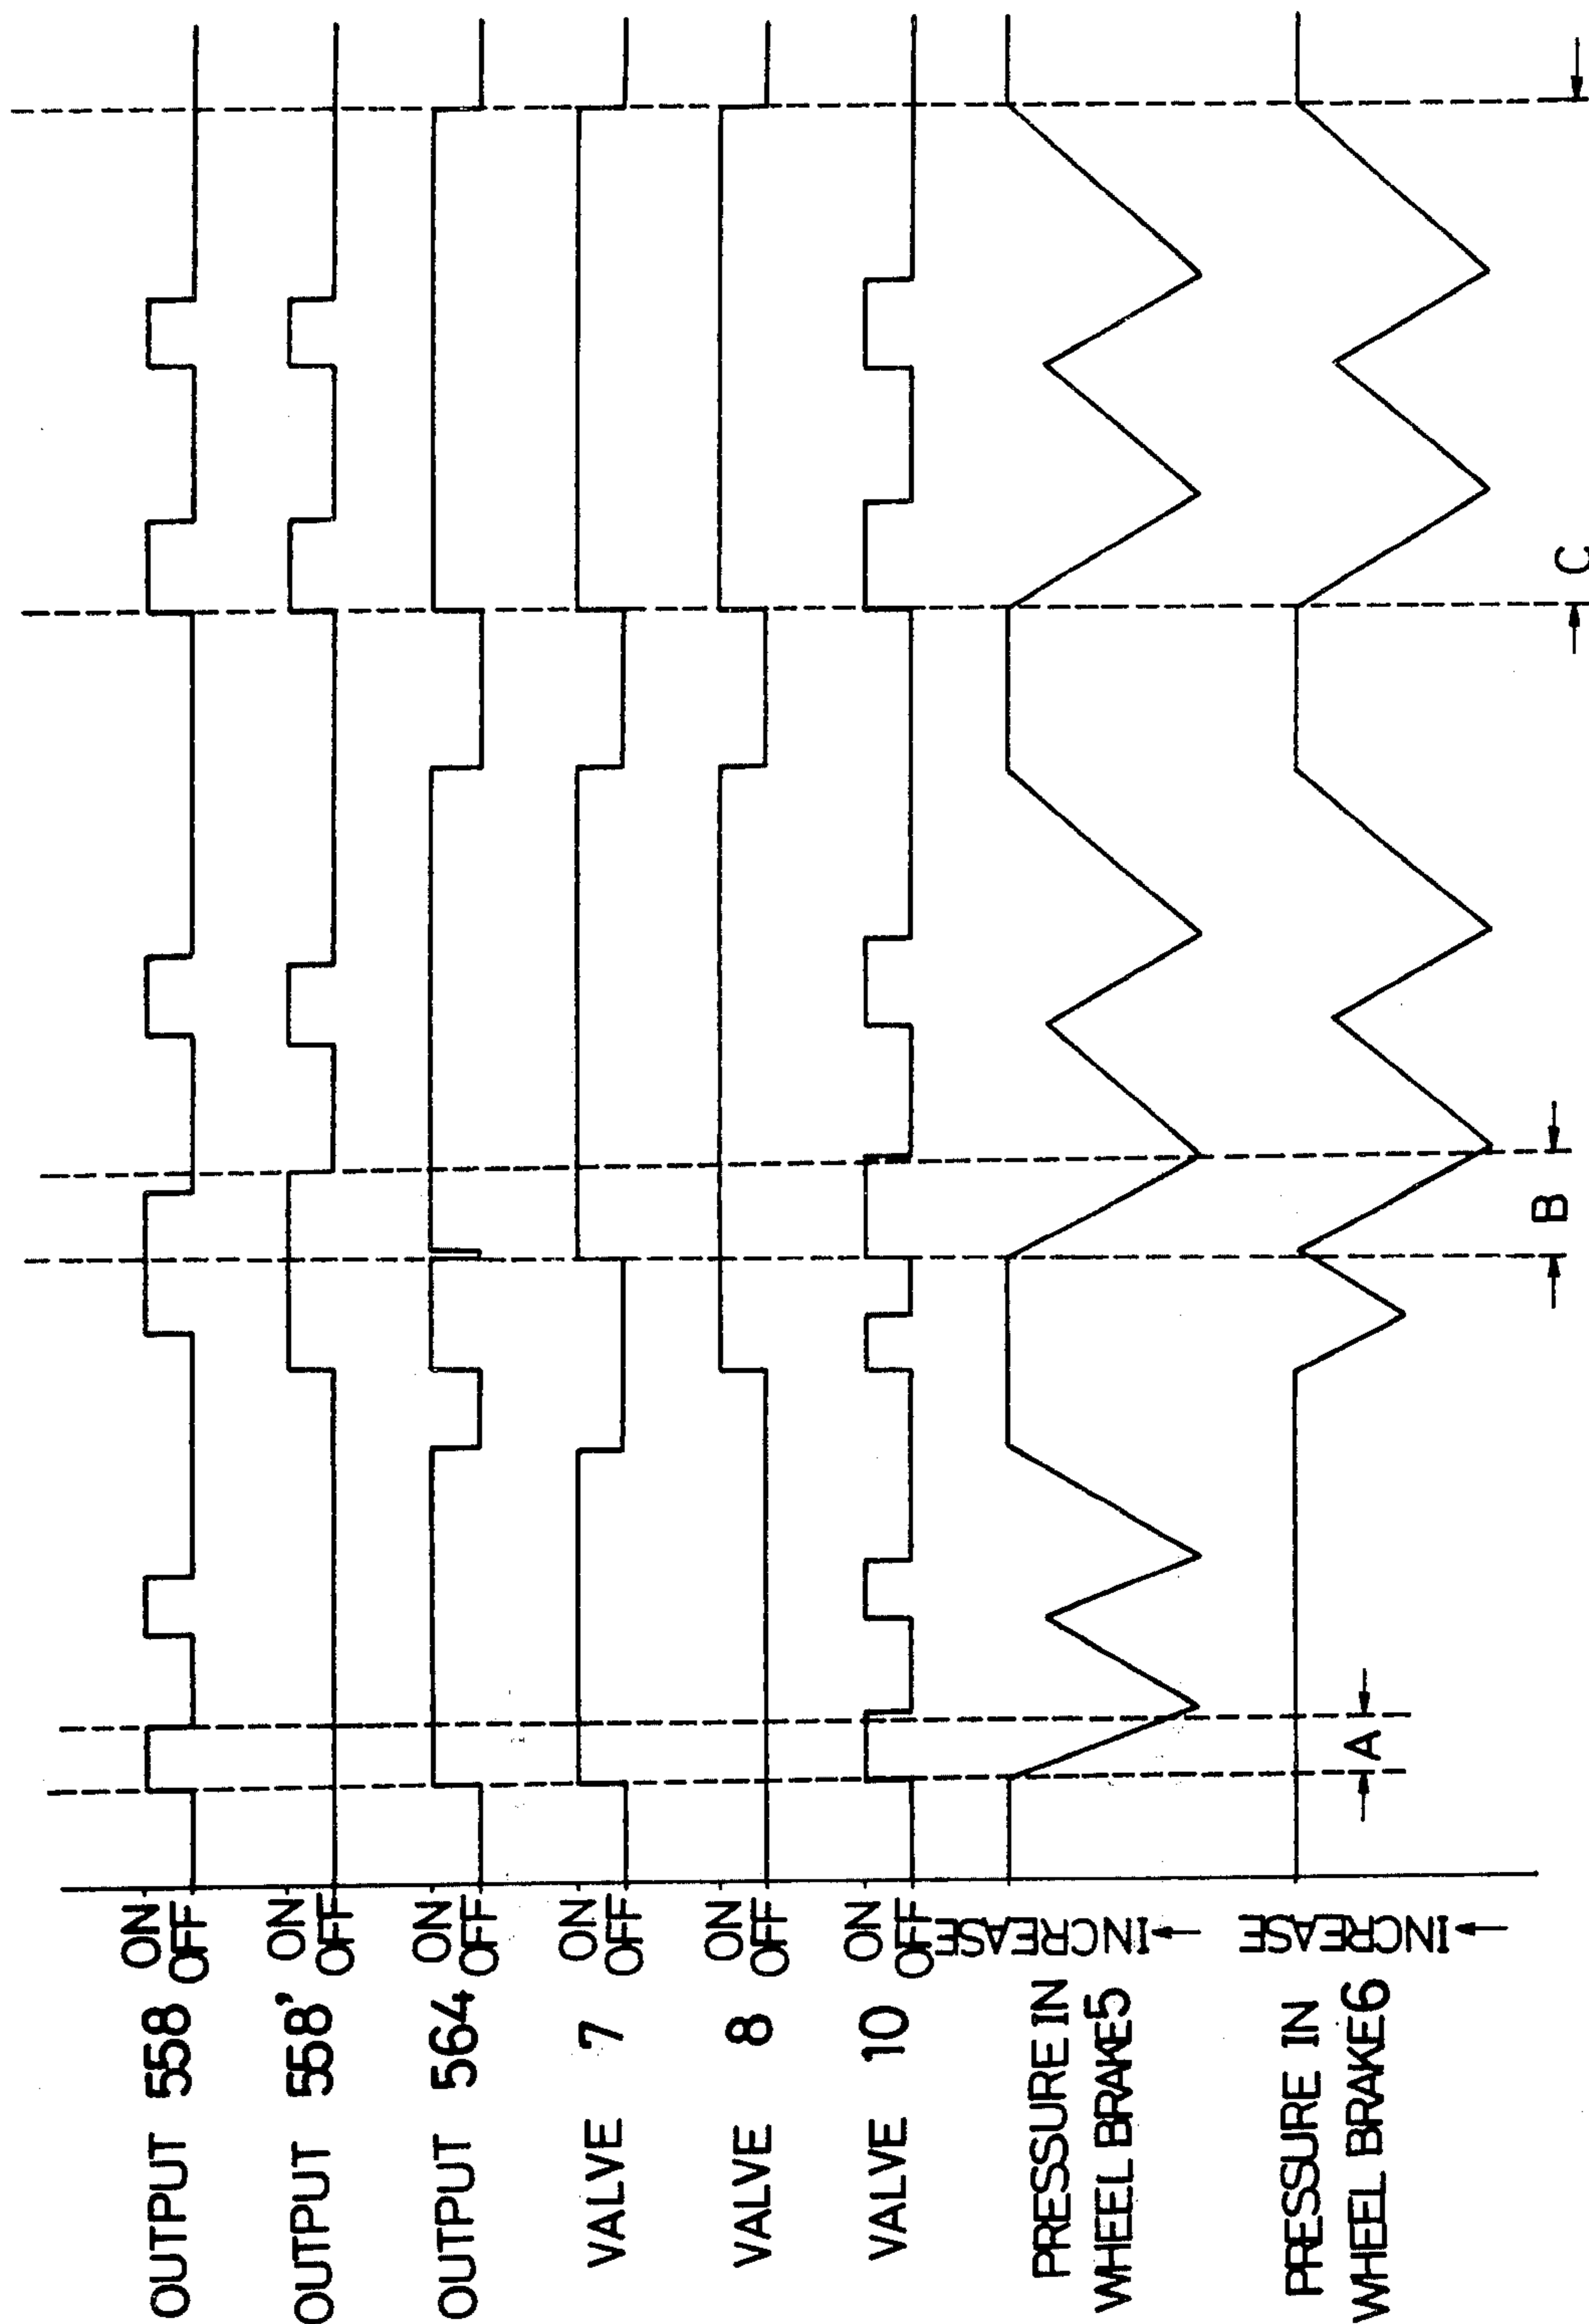 OUTPUT 558 ON
OFF
OUTPUT 558' ON
OFF
OUTPUT 564 ON
OFF
VALVE 7 ON
OFF
VALVE 8 ON
OFF
VALVE 10 ON
OFF
PRESSURE IN
WHEEL BRAKE5
INCREASE
PRESSURE IN
WHEEL BRAKE6
INCREASE
A
B
C